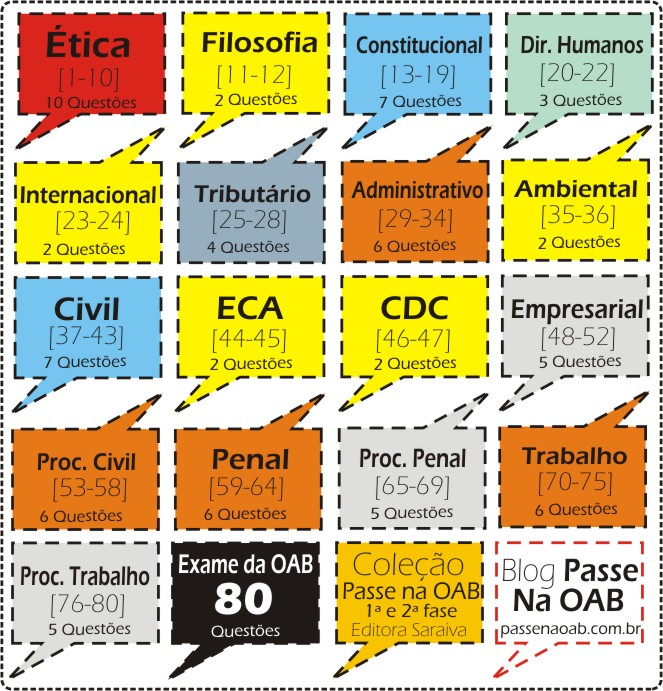 Ética
[1-10]
10 Questões
Filosofia
[11-12]
2 Questões
Constitucional
[13-19]
7 Questões
Dir. Humanos
[20-22]
3 Questões
Internacional
[23-24]
2 Questões
Tributário
[25-28]
4 Questões
Administrativo
[29-34]
6 Questões
Ambiental
[35-36]
2 Questões
Civil
[37-43]
7 Questões
ECA
[44-45]
2 Questões
CDC
[46-47]
2 Questões
Empresarial
[48-52]
5 Questões
Proc. Civil
[53-58]
6 Questões
Penal
[59-64]
6 Questões
Proc. Penal
[65-69]
5 Questões
Trabalho
[70-75]
6 Questões
Proc. Trabalho
[76-80]
5 Questões
Exame da OAB
80
Questões
Coleção
Passe na OAB
1ª e 2ª fase
Editora Saraiva
Blog Passe
Na OAB
passenaoab.com.br